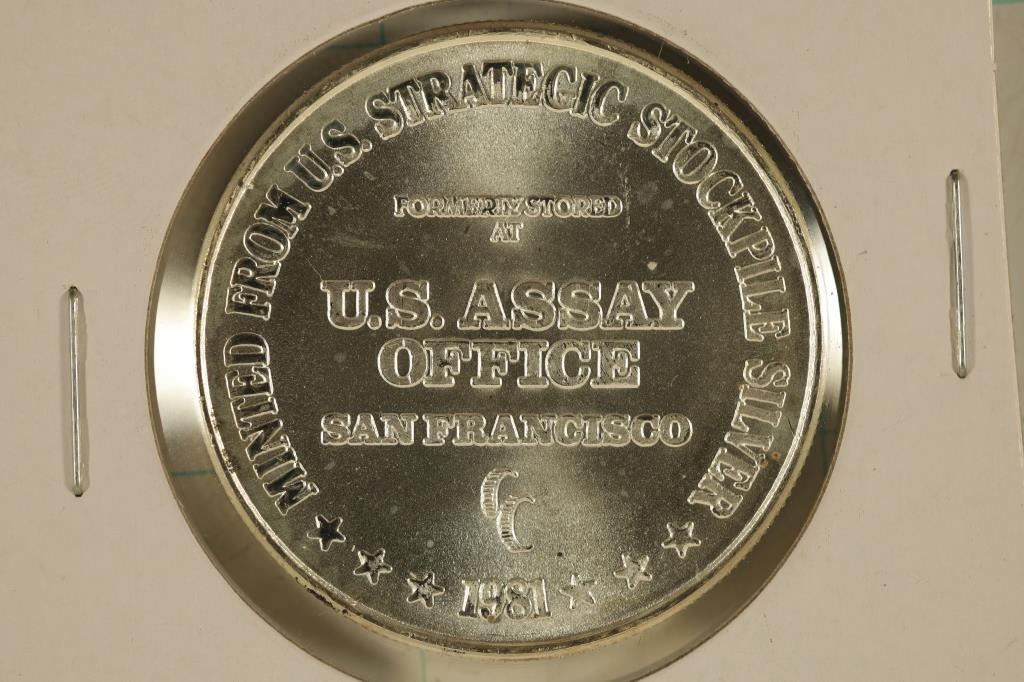 MINTED FROM U.S. STRATEGIC STOCKPILE SILVER
FORMERLY STORED
AT
U.S. ASSAY
OFFICE
SAN FRANCISCO
CC
1981